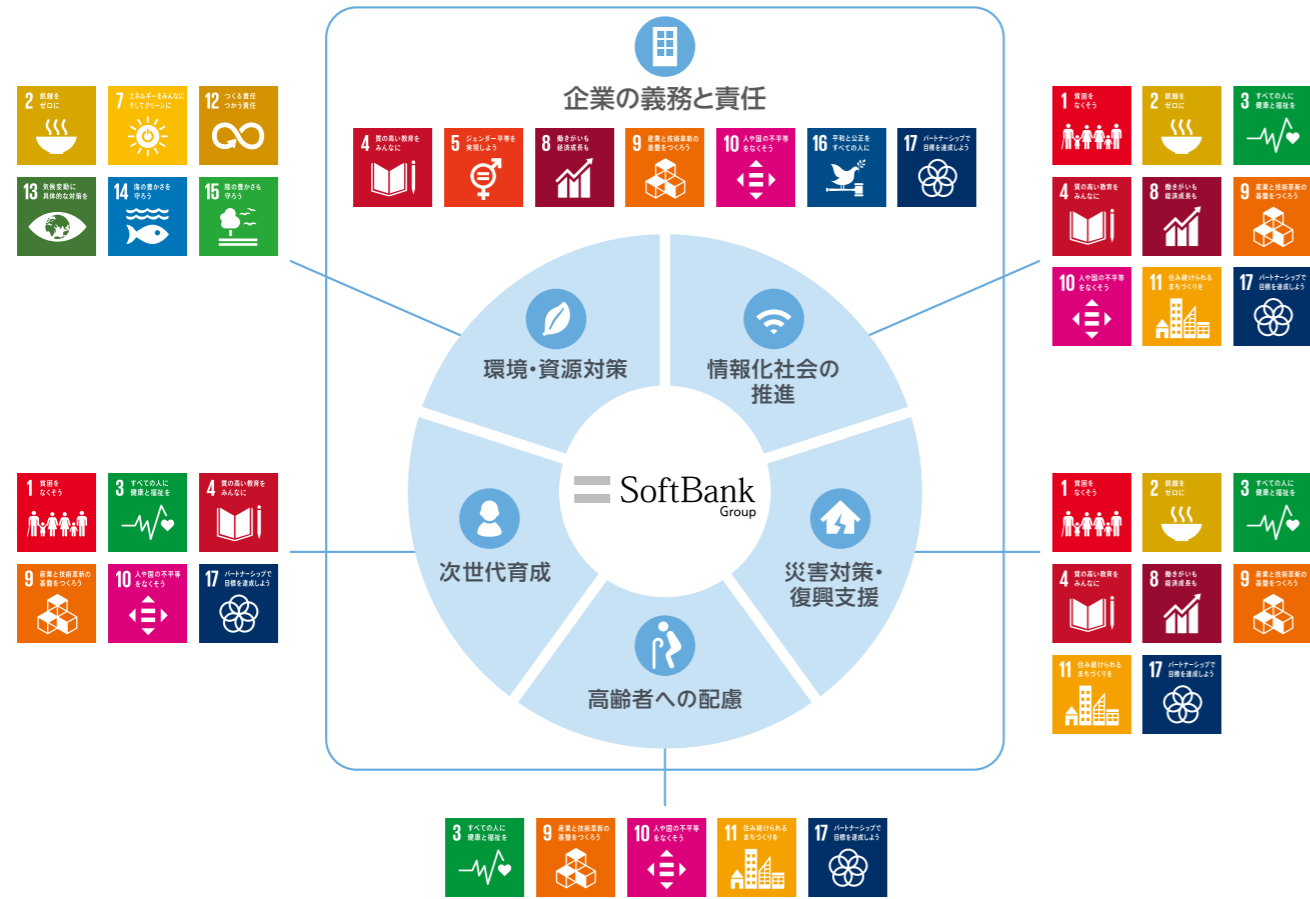 企業の義務と責任
4 質の高い教育を
みんなに
5 ジェンダー平等を
実現しよう
8 働きがいも
経済成長も
9 産業と技術革新の
基盤をつくろう
10 人や国の不平等
をなくそう
16 平和と公正を
すべての人に
17 パートナーシップで
目標を達成しよう
2 飢餓を
ゼロに
7 エネルギーをみんなに
そしてクリーンに
12 つくる責任
つかう責任
13 気候変動に
具体的な対策を
14 海の豊かさを
守ろう
15 陸の豊かさも
守ろう
環境・資源対策
1 貧困を
なくそう
2 飢餓を
ゼロに
3 すべての人に
健康と福祉を
4 質の高い教育を
みんなに
8 働きがいも
経済成長も
9 産業と技術革新の
基盤をつくろう
10 人や国の不平等
をなくそう
11 住み続けられる
まちづくりを
17 パートナーシップで
目標を達成しよう
情報化社会の
推進
SoftBank
Group
1 貧困を
なくそう
3 すべての人に
健康と福祉を
4 質の高い教育を
みんなに
9 産業と技術革新の
基盤をつくろう
10 人や国の不平等
をなくそう
17 パートナーシップで
目標を達成しよう
次世代育成
災害対策・
復興支援
1 貧困を
なくそう
2 飢餓を
ゼロに
3 すべての人に
健康と福祉を
4 質の高い教育を
みんなに
8 働きがいも
経済成長も
9 産業と技術革新の
基盤をつくろう
11 住み続けられる
まちづくりを
17 パートナーシップで
目標を達成しよう
高齢者への配慮
3 すべての人に
健康と福祉を
9 産業と技術革新の
基盤をつくろう
10 人や国の不平等
をなくそう
11 住み続けられる
まちづくりを
17 パートナーシップで
目標を達成しよう